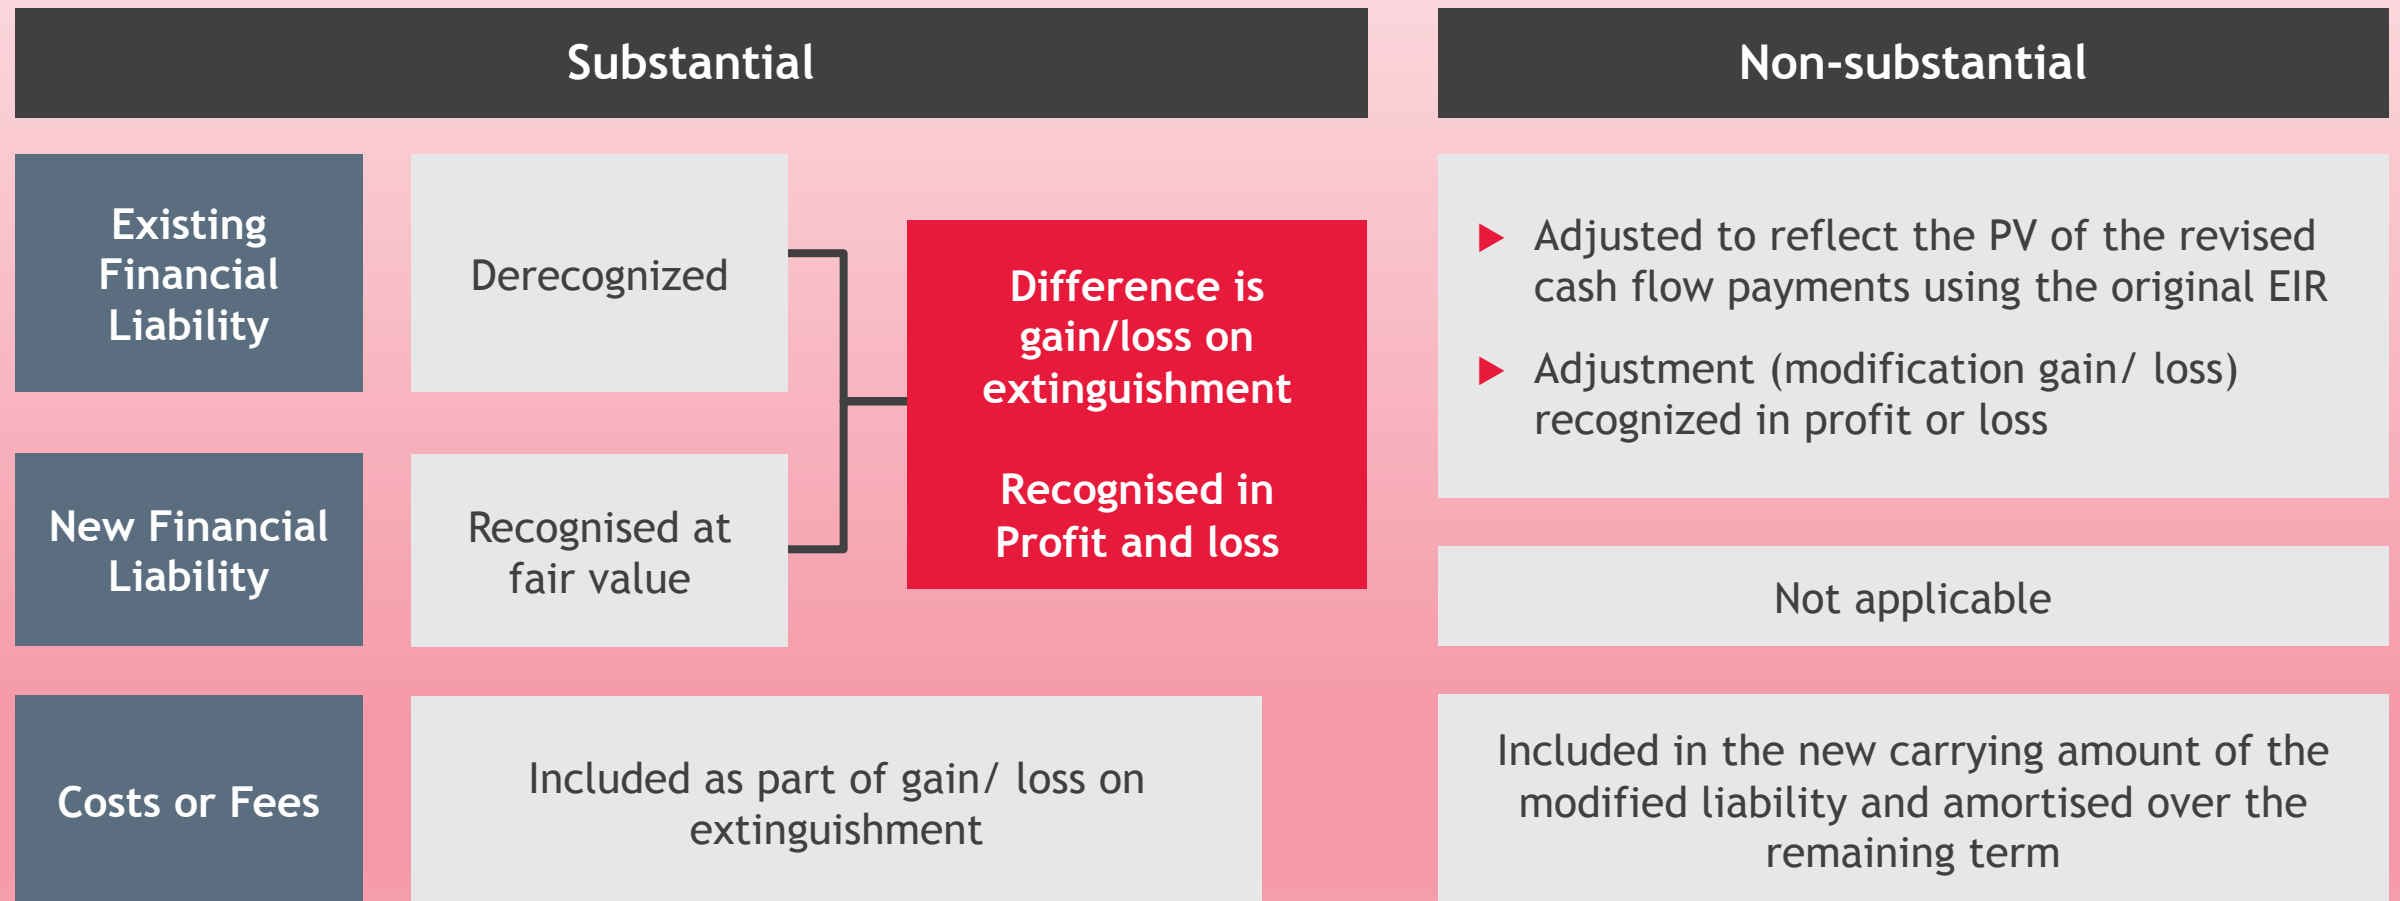 Substantial
Non-substantial
Existing
Financial
Liability
Derecognized
Difference is
gain/loss on
extinguishment
Recognised in
Profit and loss
Adjusted to reflect the PV of the revised
cash flow payments using the original EIR
Adjustment (modification gain/ loss)
recognized in profit or loss
New Financial
Liability
Recognised at
fair value
Not applicable
Costs or Fees
Included as part of gain/ loss on
extinguishment
Included in the new carrying amount of the
modified liability and amortised over the
remaining term